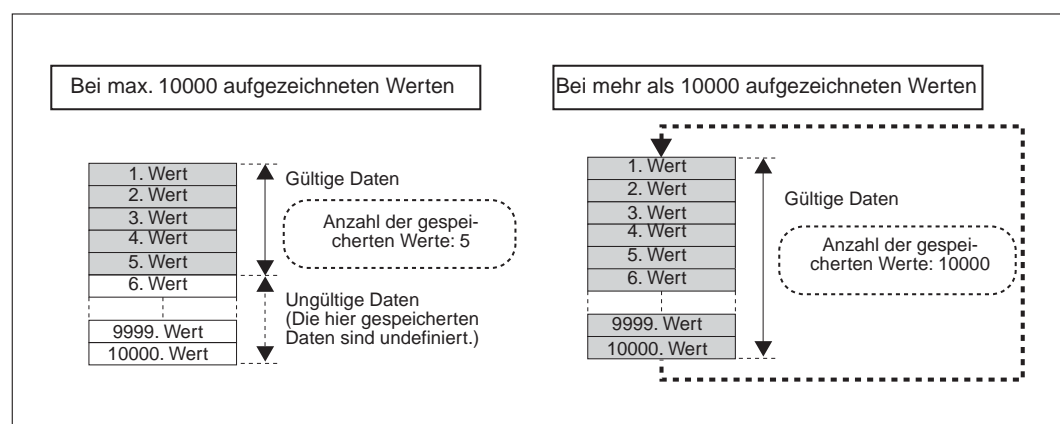 Bei max. 10000 aufgezeichneten Werten
1. Wert
2. Wert
3. Wert
4. Wert
5. Wert
6. Wert
9999. Wert
10000. Wert
Gültige Daten
Anzahl der gespei-
cherten Werte: 5
Ungültige Daten
(Die hier gespeicherten
Daten sind undefiniert.)
Bei mehr als 10000 aufgezeichneten Werten
1. Wert
2. Wert
3. Wert
4. Wert
5. Wert
6. Wert
9999. Wert
10000. Wert
Gültige Daten
Anzahl der gespei-
cherten Werte: 10000